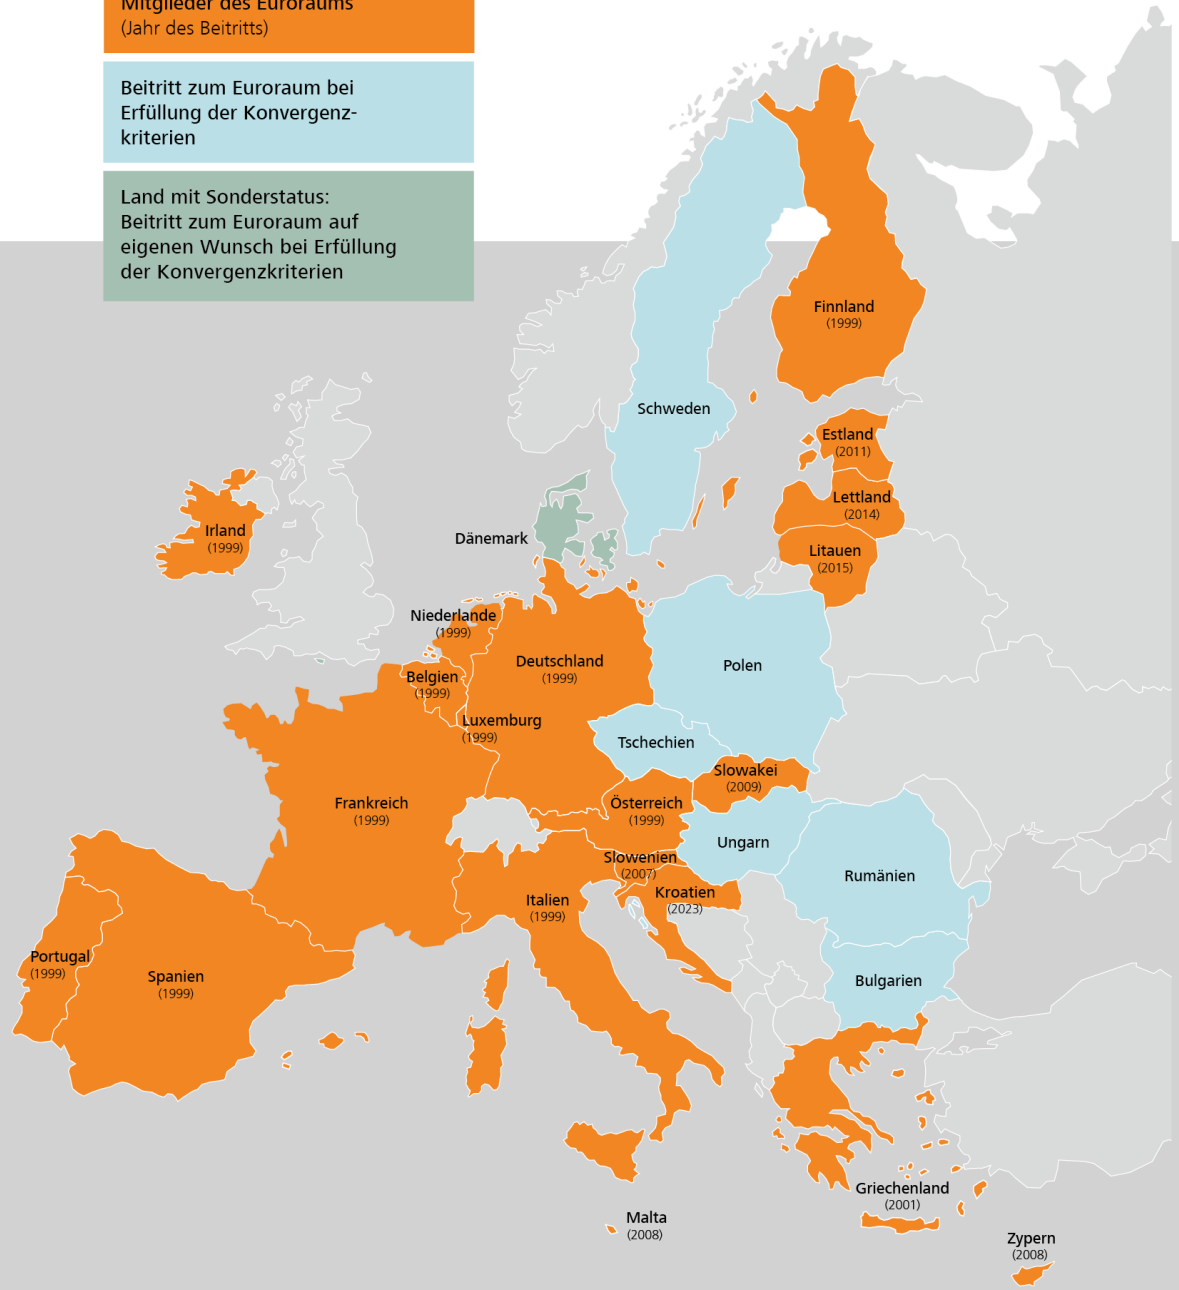 Mitglieder des Euroraums
(Jahr des Beitritts)
Beitritt zum Euroraum bei
Erfüllung der Konvergenz-
kriterien
Land mit Sonderstatus:
Beitritt zum Euroraum auf
eigenen Wunsch bei Erfüllung
der Konvergenzkriterien
Finnland
(1999)
Schweden
Estland
(2011)
Lettland
(2014)
Irland
(1999)
Dänemark
Litauen
(2015)
Niederlande
(1999)
Deutschland
(1999)
Polen
Belgien
(1999)
Luxemburg
(1999)
Tschechien
Slowakei
(2009)
Frankreich
(1999)
Österreich
(1999)
Ungarn
Slowenien
(2007)
Rumänien
Kroatien
(2023)
Italien
(1999)
Portugal
(1999)
Spanien
(1999)
Bulgarien
Griechenland
(2001)
Malta
(2008)
Zypern
(2008)